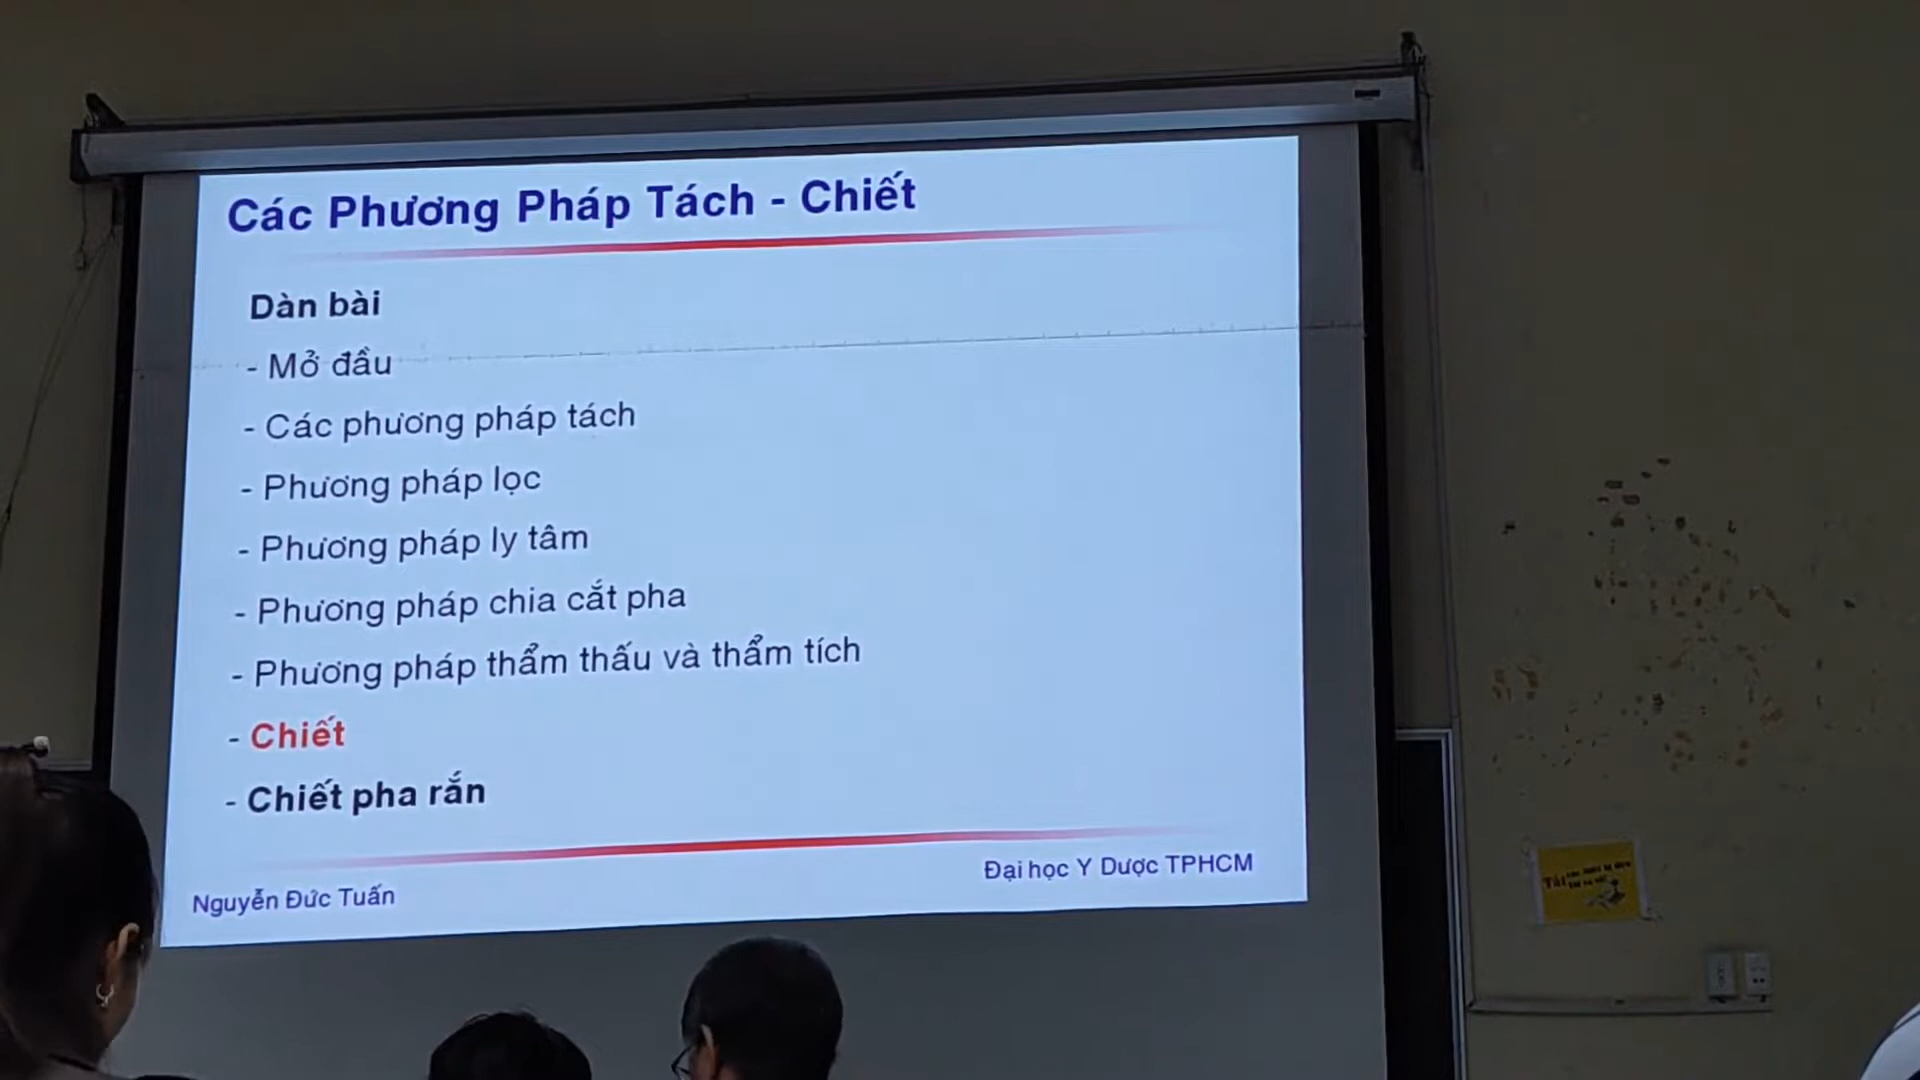 Các Phương Pháp Tách - Chiết
Dàn bài
- Mở đầu
- Các phương pháp tách
- Phương pháp lọc
- Phương pháp ly tâm
- Phương pháp chia cắt pha
- Phương pháp thẩm thấu và thẩm tích
- Chiết
- Chiết pha rắn
Nguyễn Đức Tuấn
Đại học Y Dược TPHCM